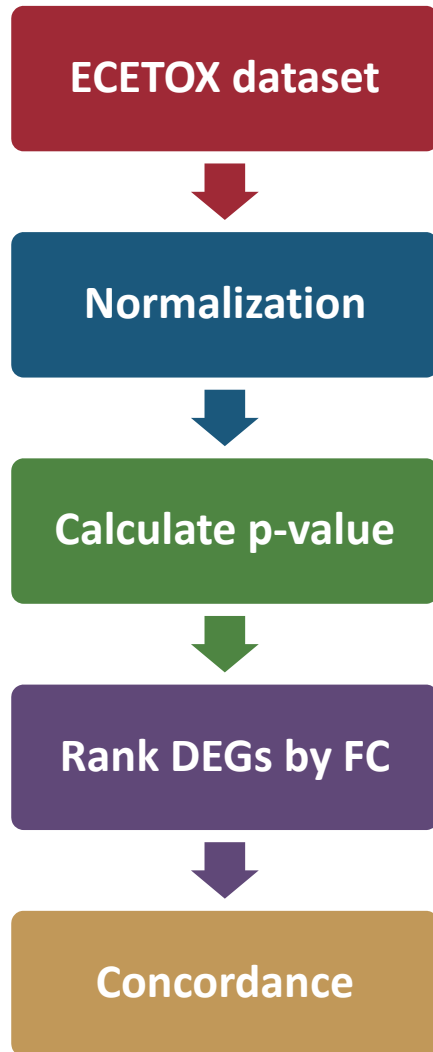 ECETOX dataset
Normalization
Calculate p-value
Rank DEGs by FC
Concordance